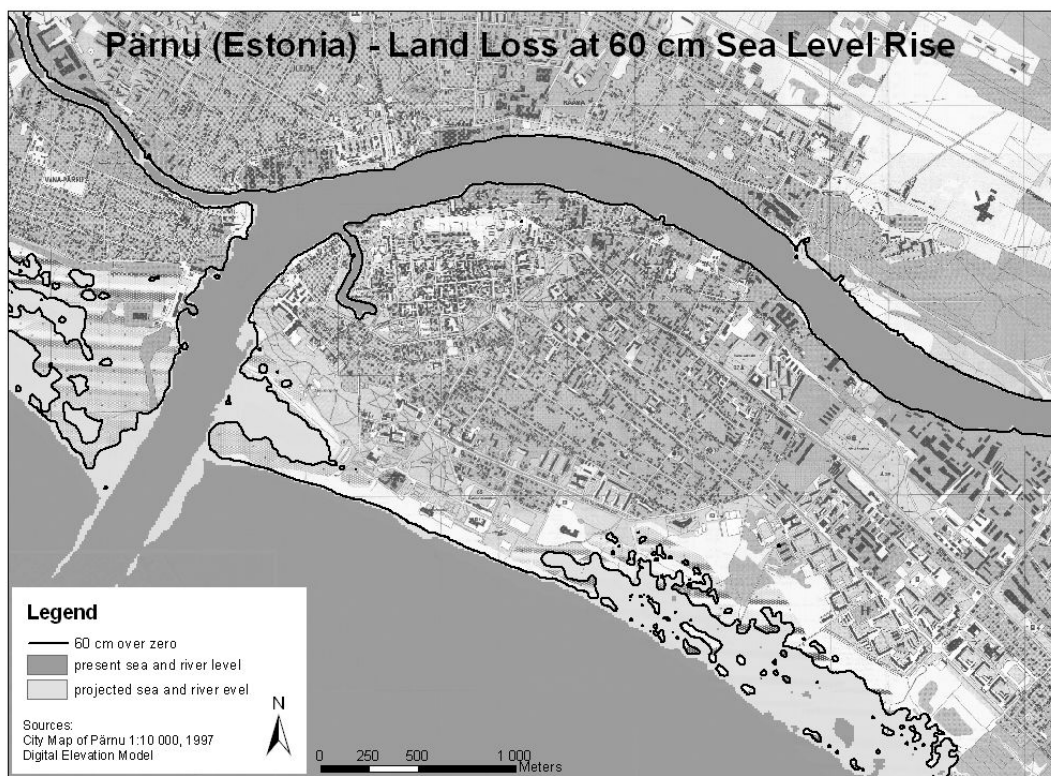 Pärnu (Estonia) - Land Loss at 60 cm Sea Level Rise
Legend
60 cm over zero
present sea and river level
projected sea and river evel
Sources:
City Map of Pärnu 1:10 000, 1997
Digital Elevation Model
N
0 250 500 1 000
Meters